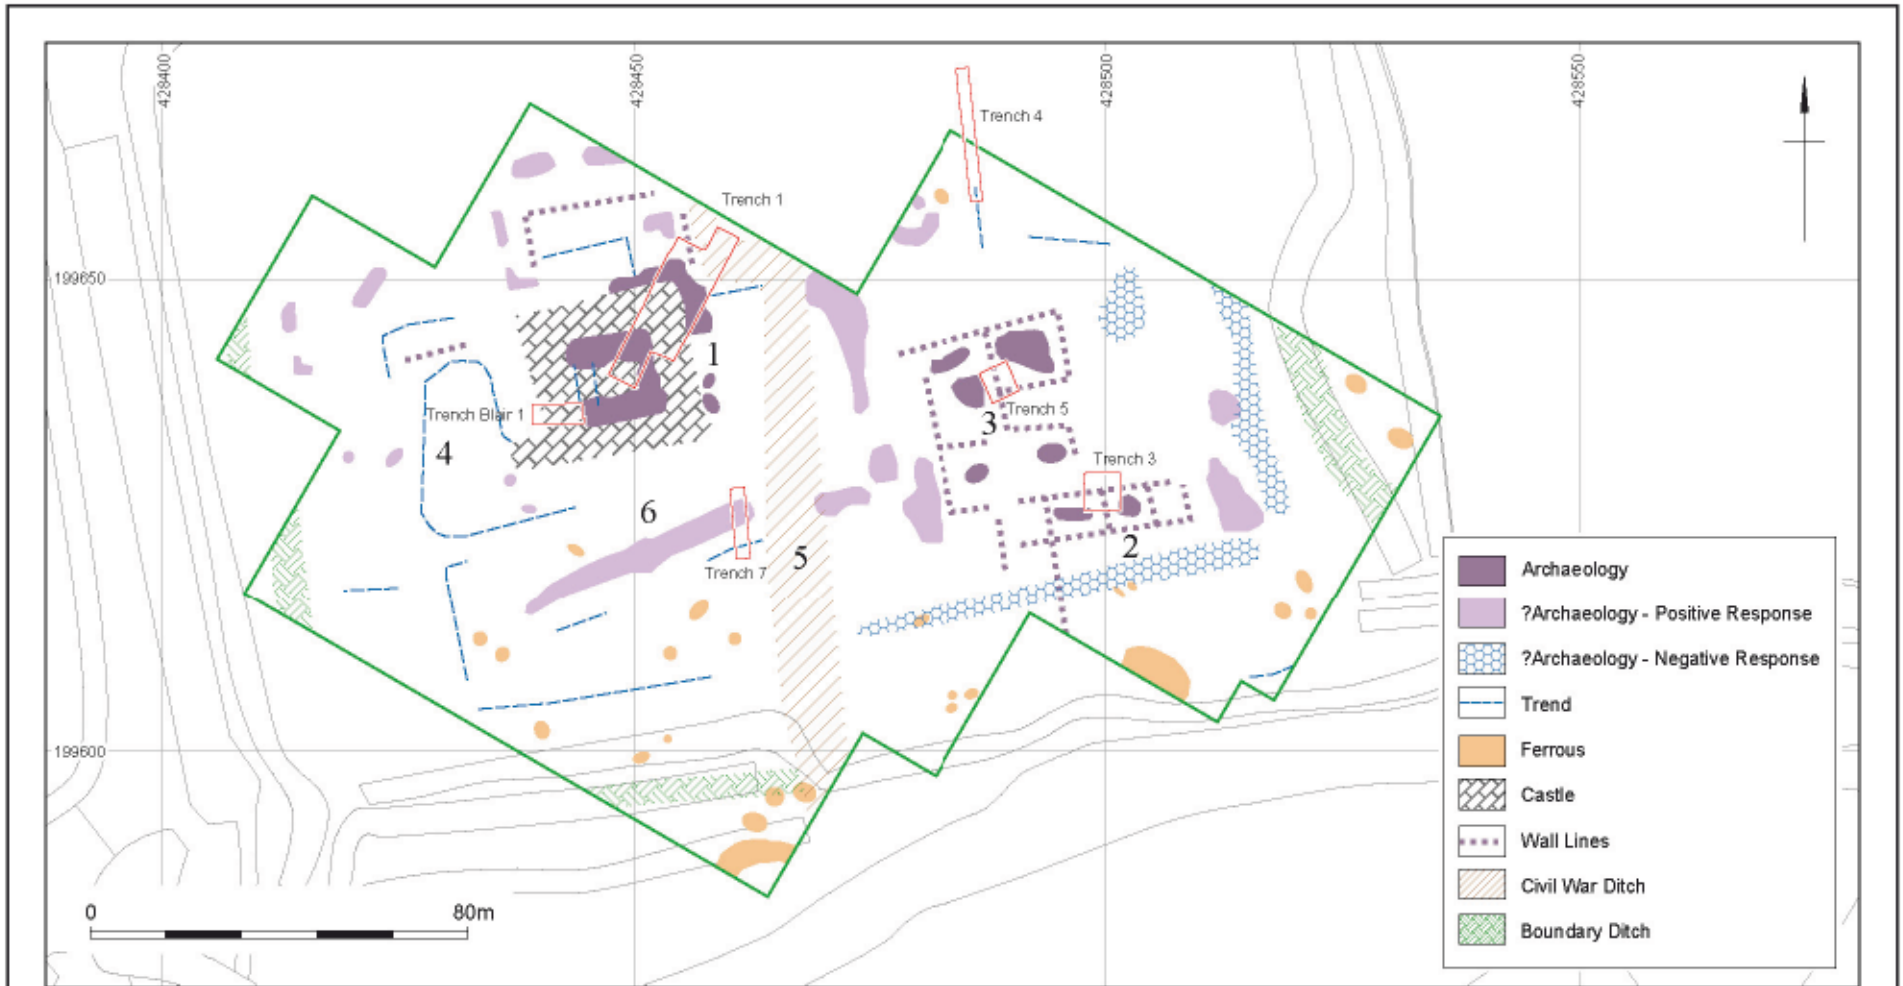 428400
428450
428500
428550
Trench 4
Trench 1
199650
1
Trench Blair 1
Trench 5
3
4
Trench 3
6
2
5
Trench 7
199600
0 80m
Archaeology
?Archaeology - Positive Response
?Archaeology - Negative Response
Trend
Ferrous
Castle
Wall Lines
Civil War Ditch
Boundary Ditch